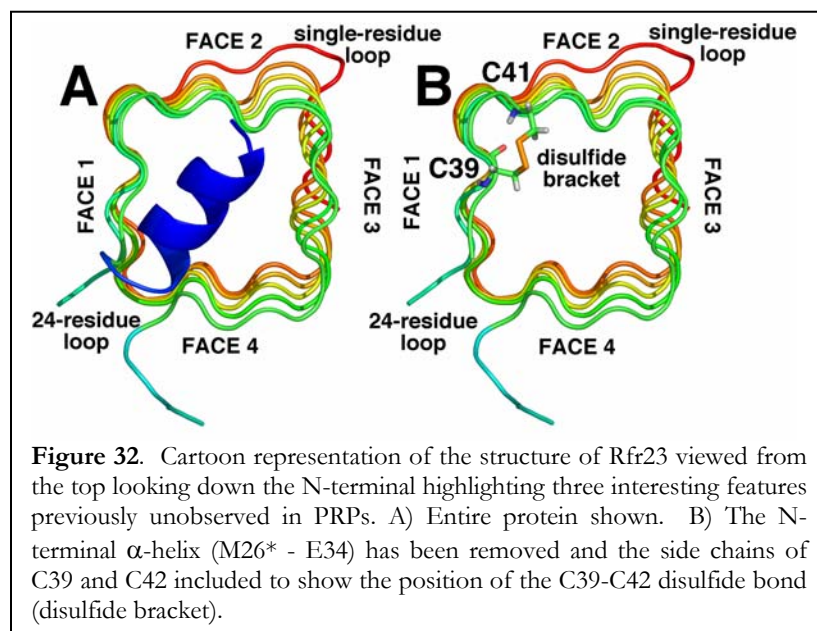 FACE 2
single-residue
loop
A
FACE 1
FACE 3
24-residue
loop
FACE 4
FACE 2
single-residue
loop
B
C41
FACE 1
C39
disulfide
bracket
FACE 3
24-residue
loop
FACE 4
Figure 32. Cartoon representation of the structure of Rfr23 viewed from
the top looking down the N-terminal highlighting three interesting features
previously unobserved in PRPs. A) Entire protein shown. B) The N-
terminal α-helix (M26* - E34) has been removed and the side chains of
C39 and C42 included to show the position of the C39-C42 disulfide bond
(disulfide bracket).